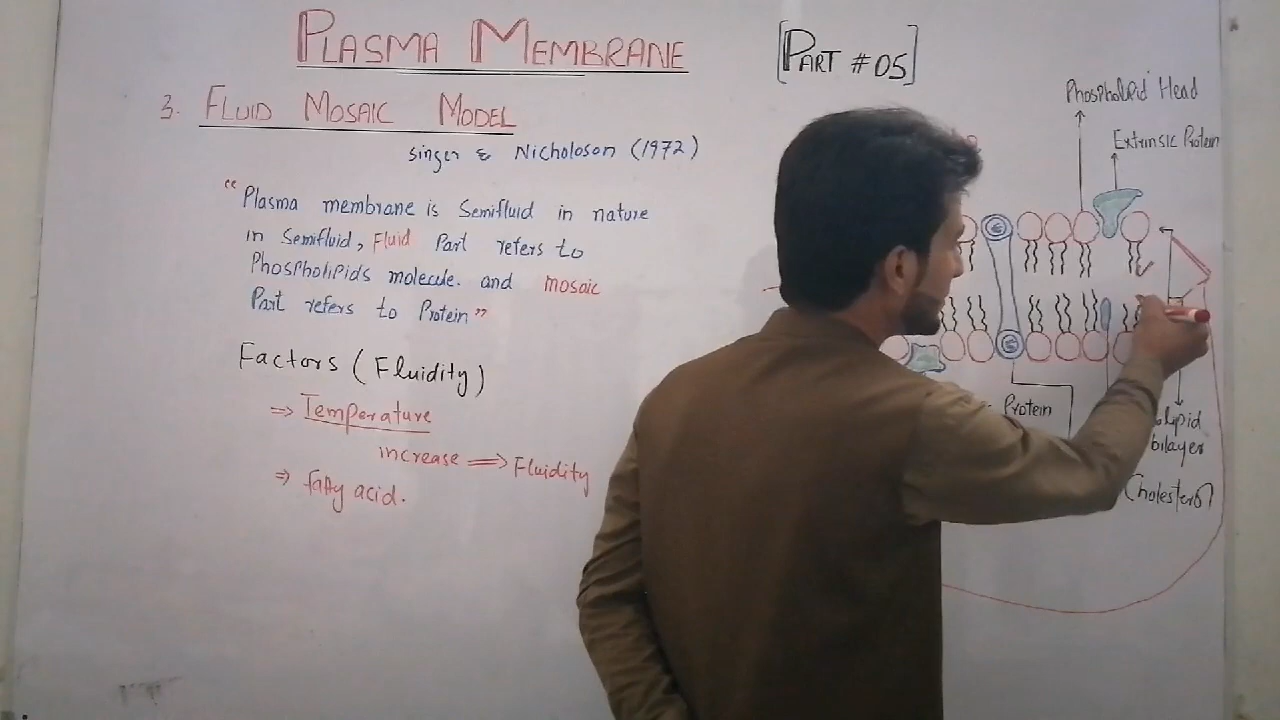 PLASMA MEMBRANE
[PART # 05]
3. FLUID MOSAIC MODEL
Singer & Nicholoson (1972)
"Plasma membrane is Semifluid in nature
in Semifluid, Fluid Part refers to
Phospholipids molecule. and mosaic
Part refers to Protein"
Factors (Fluidity)
⇒ Temperature
increase ⇒ Fluidity
⇒ fatty acid.
Phospholipid Head
Extrinsic Protein
Protein
bilayer
Cholesterol